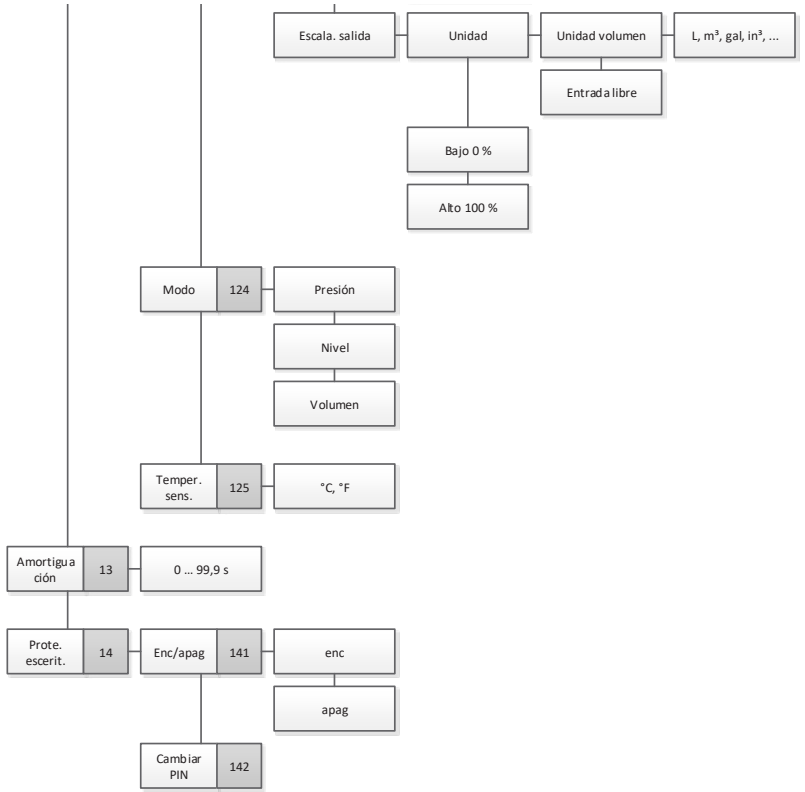 Escala. salida
Unidad
Unidad volumen
L, m³, gal, in³, ...
Entrada libre
Bajo 0 %
Alto 100 %
Modo
124
Presión
Nivel
Volumen
Temper.
sens.
125
°C, °F
Amortigua
ción
13
0 ... 99,9 s
Prote.
escerit.
14
Enc/apag
141
enc
apag
Cambiar
PIN
142